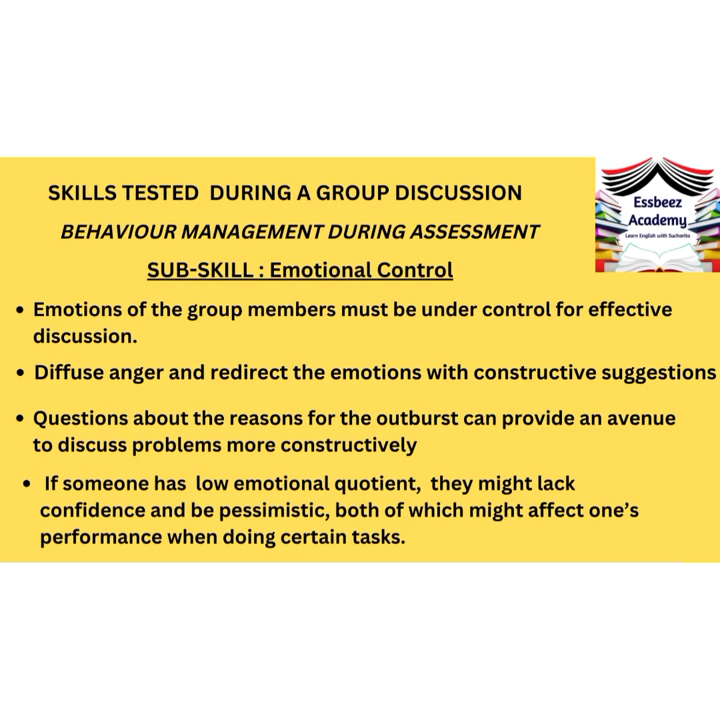 SKILLS TESTED DURING A GROUP DISCUSSION
Essbeez
Academy
Learn English with Sucharita
BEHAVIOUR MANAGEMENT DURING ASSESSMENT
SUB-SKILL : Emotional Control
• Emotions of the group members must be under control for effective
discussion.
• Diffuse anger and redirect the emotions with constructive suggestions
• Questions about the reasons for the outburst can provide an avenue
to discuss problems more constructively
• If someone has low emotional quotient, they might lack
confidence and be pessimistic, both of which might affect one’s
performance when doing certain tasks.